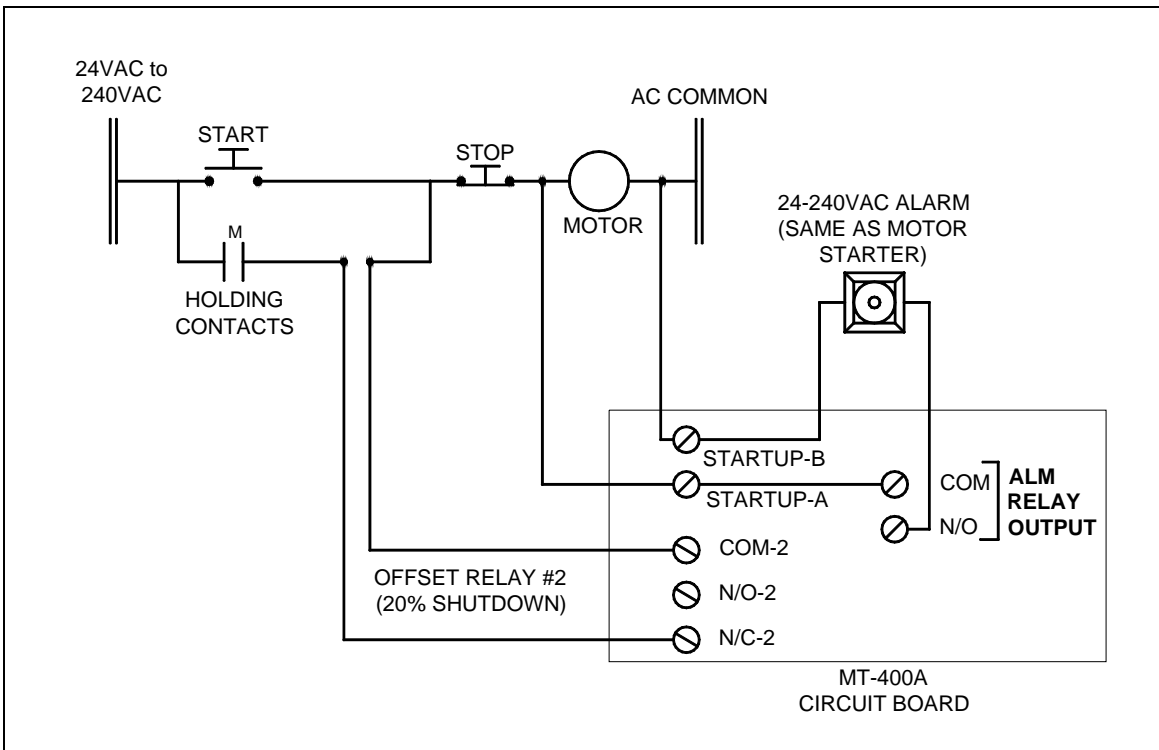 24VAC to
240VAC
AC COMMON
START
STOP
MOTOR
M
HOLDING
CONTACTS
24-240VAC ALARM
(SAME AS MOTOR
STARTER)
STARTUP-B
STARTUP-A
COM
N/O
ALM
RELAY
OUTPUT
COM-2
OFFSET RELAY #2
(20% SHUTDOWN)
N/O-2
N/C-2
MT-400A
CIRCUIT BOARD